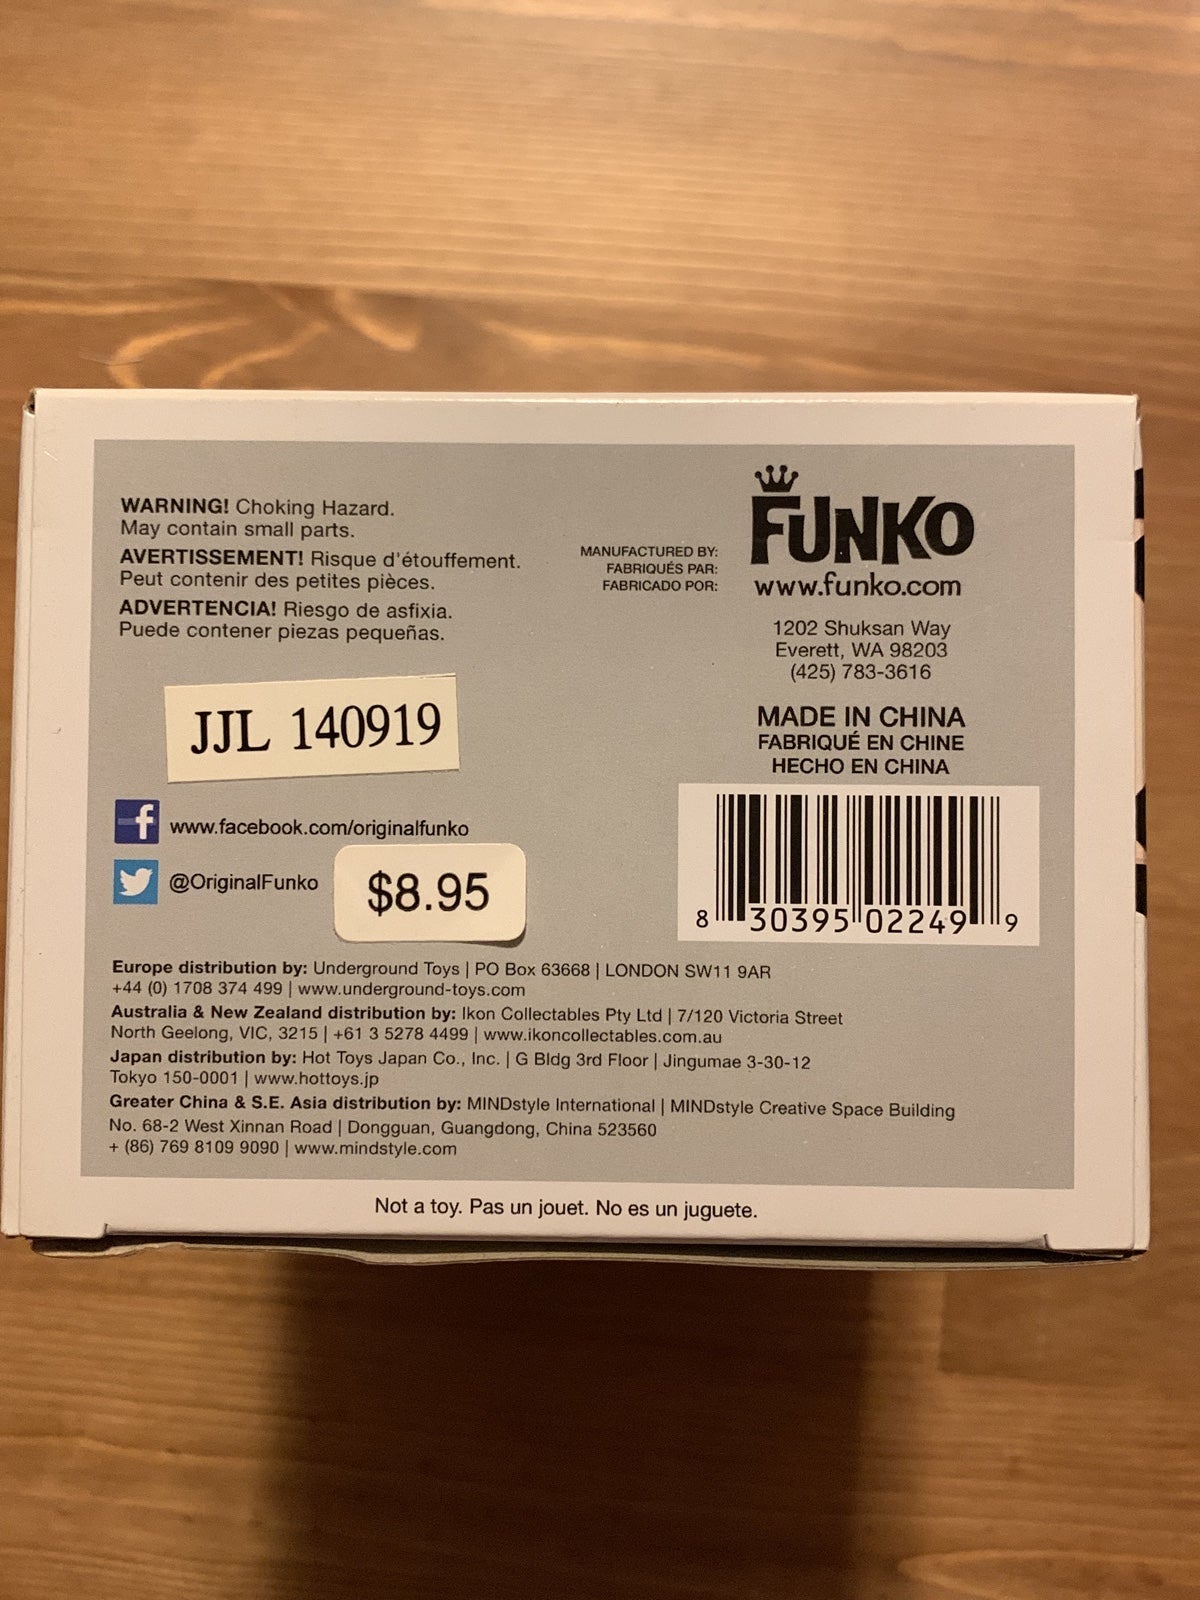 WARNING! Choking Hazard.
May contain small parts.
AVERTISSEMENT! Risque d'étouffement.
Peut contenir des petites pièces.
ADVERTENCIA! Riesgo de asfixia.
Puede contener piezas pequeñas.
MANUFACTURED BY:
FABRIQUÉS PAR:
FABRICADO POR:
FUNKO
www.funko.com
1202 Shuksan Way
Everett, WA 98203
(425) 783-3616
MADE IN CHINA
FABRIQUÉ EN CHINE
HECHO EN CHINA
JJL 140919
f www.facebook.com/originalfunko
@OriginalFunko
$8.95
8 30395 02249 9
Europe distribution by: Underground Toys | PO Box 63668 | LONDON SW11 9AR
+44 (0) 1708 374 499 | www.underground-toys.com
Australia & New Zealand distribution by: Ikon Collectables Pty Ltd | 7/120 Victoria Street
North Geelong, VIC, 3215 | +61 3 5278 4499 | www.ikoncollectables.com.au
Japan distribution by: Hot Toys Japan Co., Inc. | G Bldg 3rd Floor | Jingumae 3-30-12
Tokyo 150-0001 | www.hottoys.jp
Greater China & S.E. Asia distribution by: MINDstyle International | MINDstyle Creative Space Building
No. 68-2 West Xinnan Road | Dongguan, Guangdong, China 523560
+ (86) 769 8109 9090 | www.mindstyle.com
Not a toy. Pas un jouet. No es un juguete.